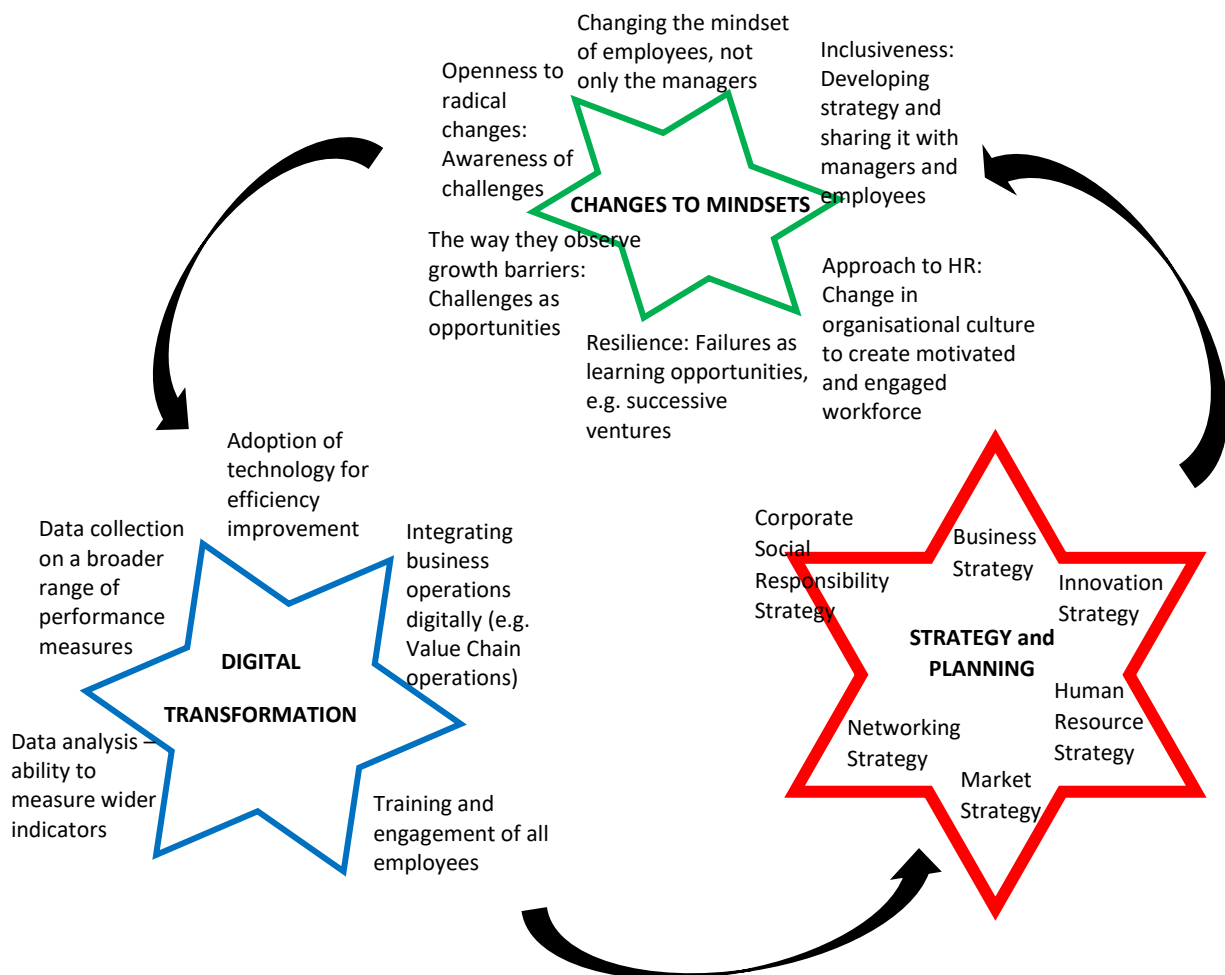 Changing the mindset
of employees, not
only the managers
Openness to
radical
changes:
Awareness of
challenges
Inclusiveness:
Developing
strategy and
sharing it with
managers and
employees
CHANGES TO MINDSETS
The way they observe
growth barriers:
Challenges as
opportunities
Approach to HR:
Change in
organisational culture
to create motivated
and engaged
workforce
Resilience: Failures as
learning opportunities,
e.g. successive
ventures
Adoption of
technology for
efficiency
improvement
Data collection
on a broader
range of
performance
measures
Integrating
business
operations
digitally (e.g.
Value Chain
operations)
DIGITAL
TRANSFORMATION
Data analysis –
ability to
measure wider
indicators
Training and
engagement of all
employees
Corporate
Social
Responsibility
Strategy
Business
Strategy
Innovation
Strategy
STRATEGY and
PLANNING
Human
Resource
Strategy
Networking
Strategy
Market
Strategy